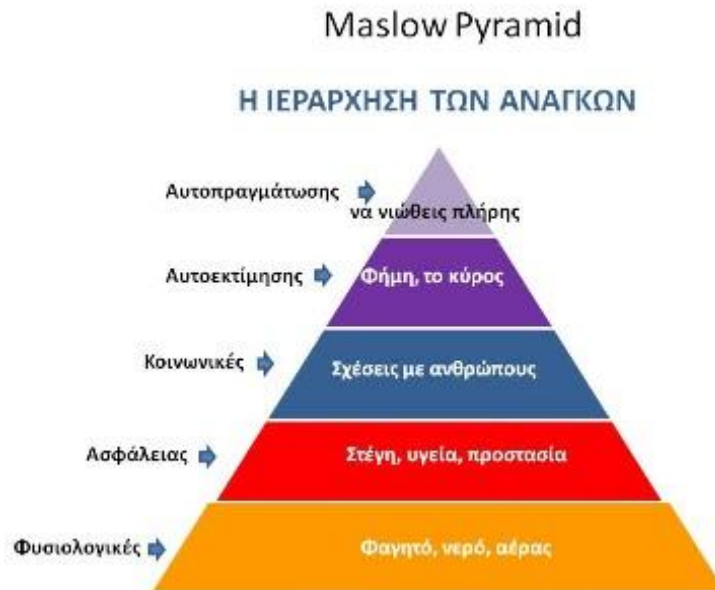 Maslow Pyramid
Η ΙΕΡΑΡΧΗΣΗ ΤΩΝ ΑΝΑΓΚΩΝ
Αυτοπραγμάτωσης
να νιώθεις πλήρης
Αυτοεκτίμησης
Φήμη, το κύρος
Κοινωνικές
Σχέσεις με ανθρώπους
Ασφάλειας
Στέγη, υγεία, προστασία
Φυσιολογικές
Φαγητό, νερό, αέρας